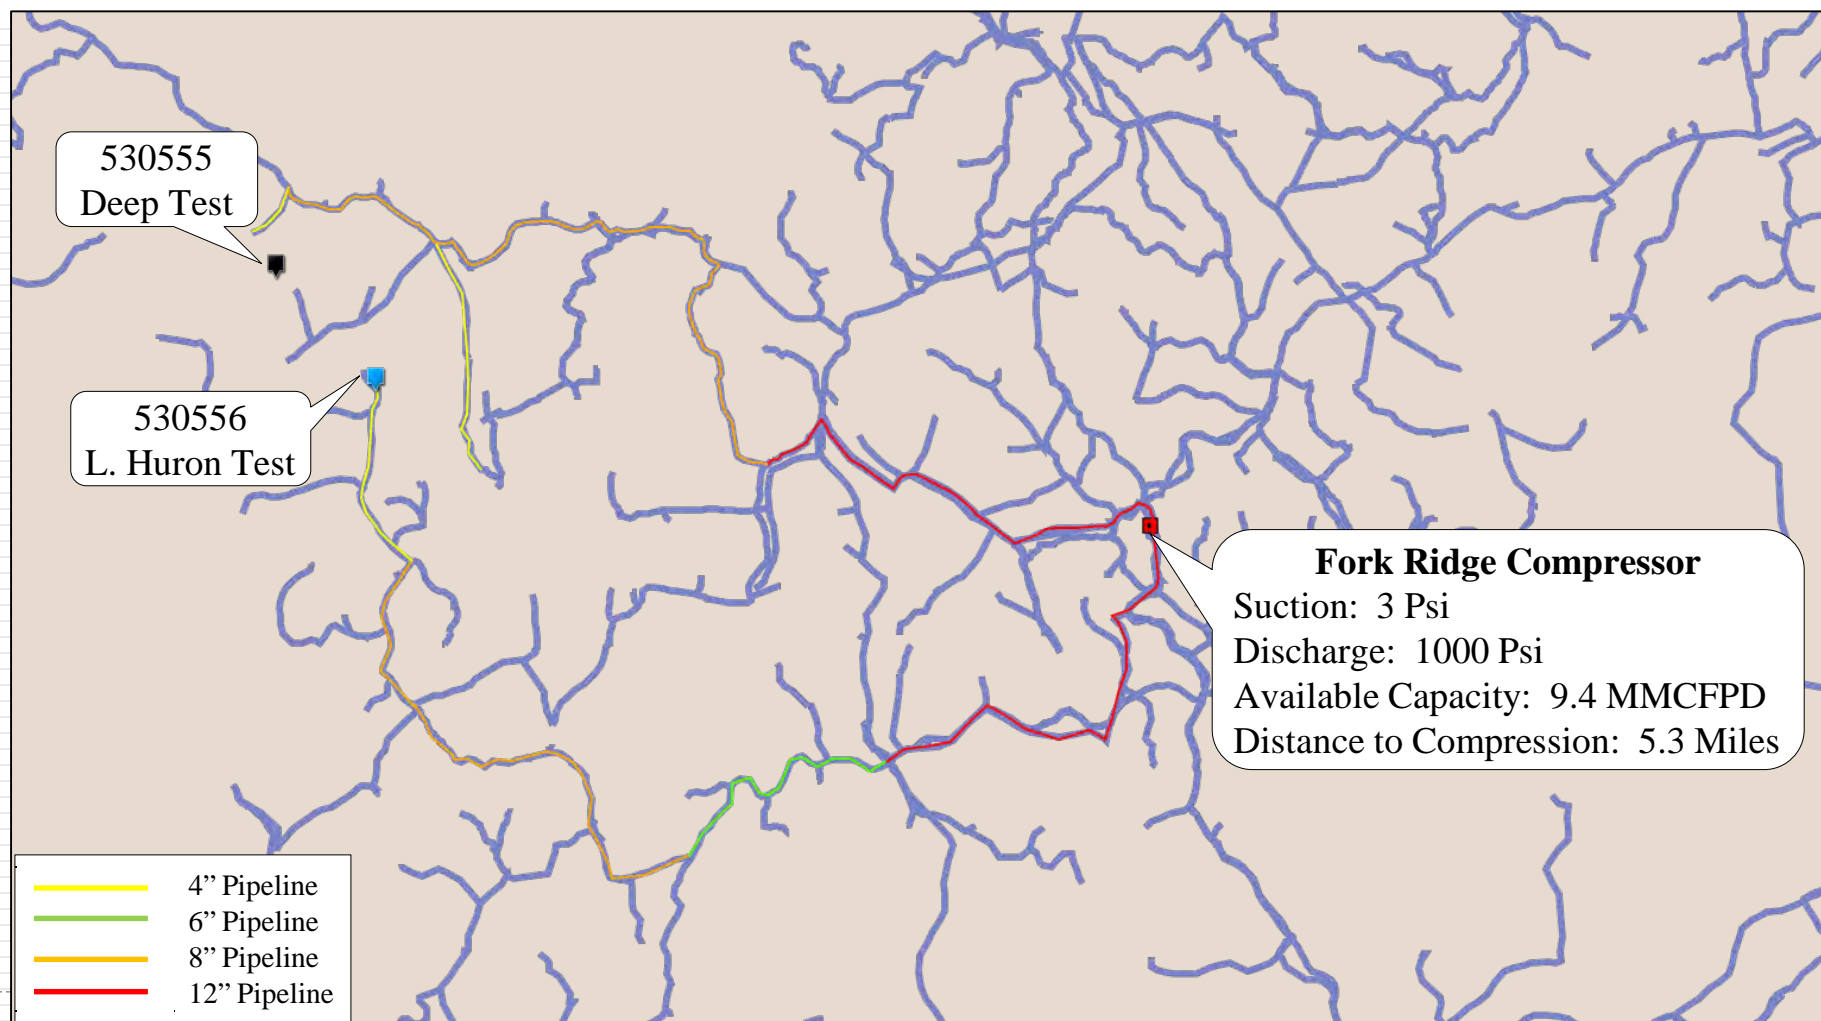 530555
Deep Test
530556
L. Huron Test
Fork Ridge Compressor
Suction:  3 Psi
Discharge:  1000 Psi
Available Capacity:  9.4 MMCFPD
Distance to Compression:  5.3 Miles
4” Pipeline
6” Pipeline
8” Pipeline
12” Pipeline